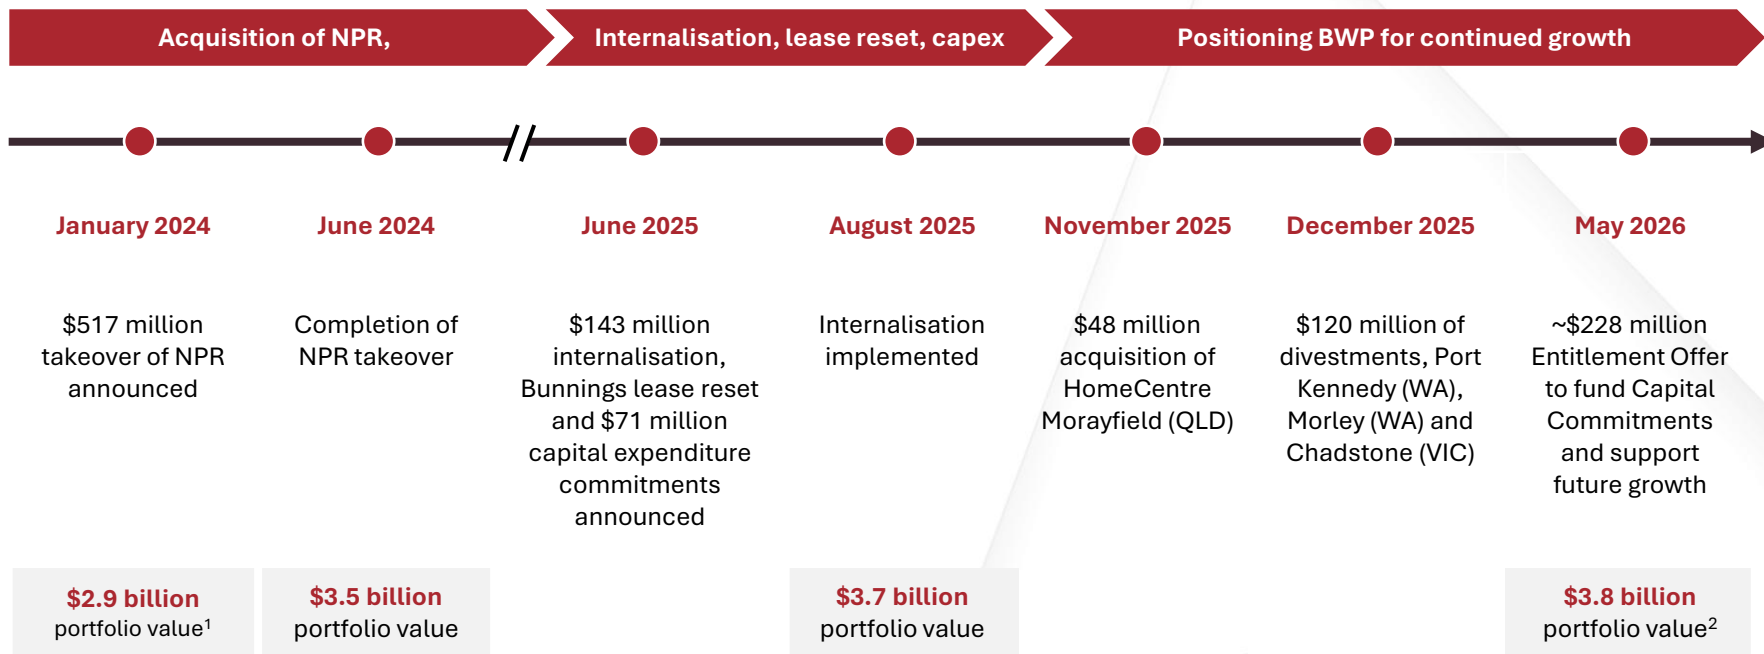 Acquisition of NPR,
Internalisation, lease reset, capex
Positioning BWP for continued growth
January 2024
June 2024
June 2025
August 2025
November 2025
December 2025
May 2026
$517 million
takeover of NPR
announced
Completion of
NPR takeover
$143 million
internalisation,
Bunnings lease reset
and $71 million
capital expenditure
commitments
announced
Internalisation
implemented
$48 million
acquisition of
HomeCentre
Morayfield (QLD)
$120 million of
divestments, Port
Kennedy (WA),
Morley (WA) and
Chadstone (VIC)
~$228 million
Entitlement Offer
to fund Capital
Commitments
and support
future growth
$2.9 billion
portfolio value¹
$3.5 billion
portfolio value
$3.7 billion
portfolio value
$3.8 billion
portfolio value²